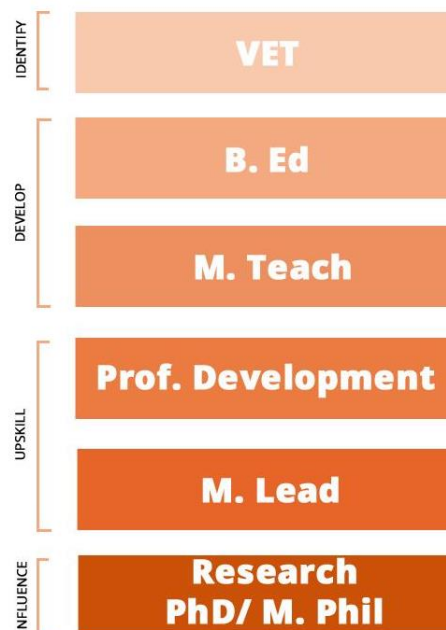 IDENTIFY
VET
DEVELOP
B. Ed
M. Teach
UPSKILL
Prof. Development
M. Lead
NFLUENCE
Research
PhD/ M. Phil